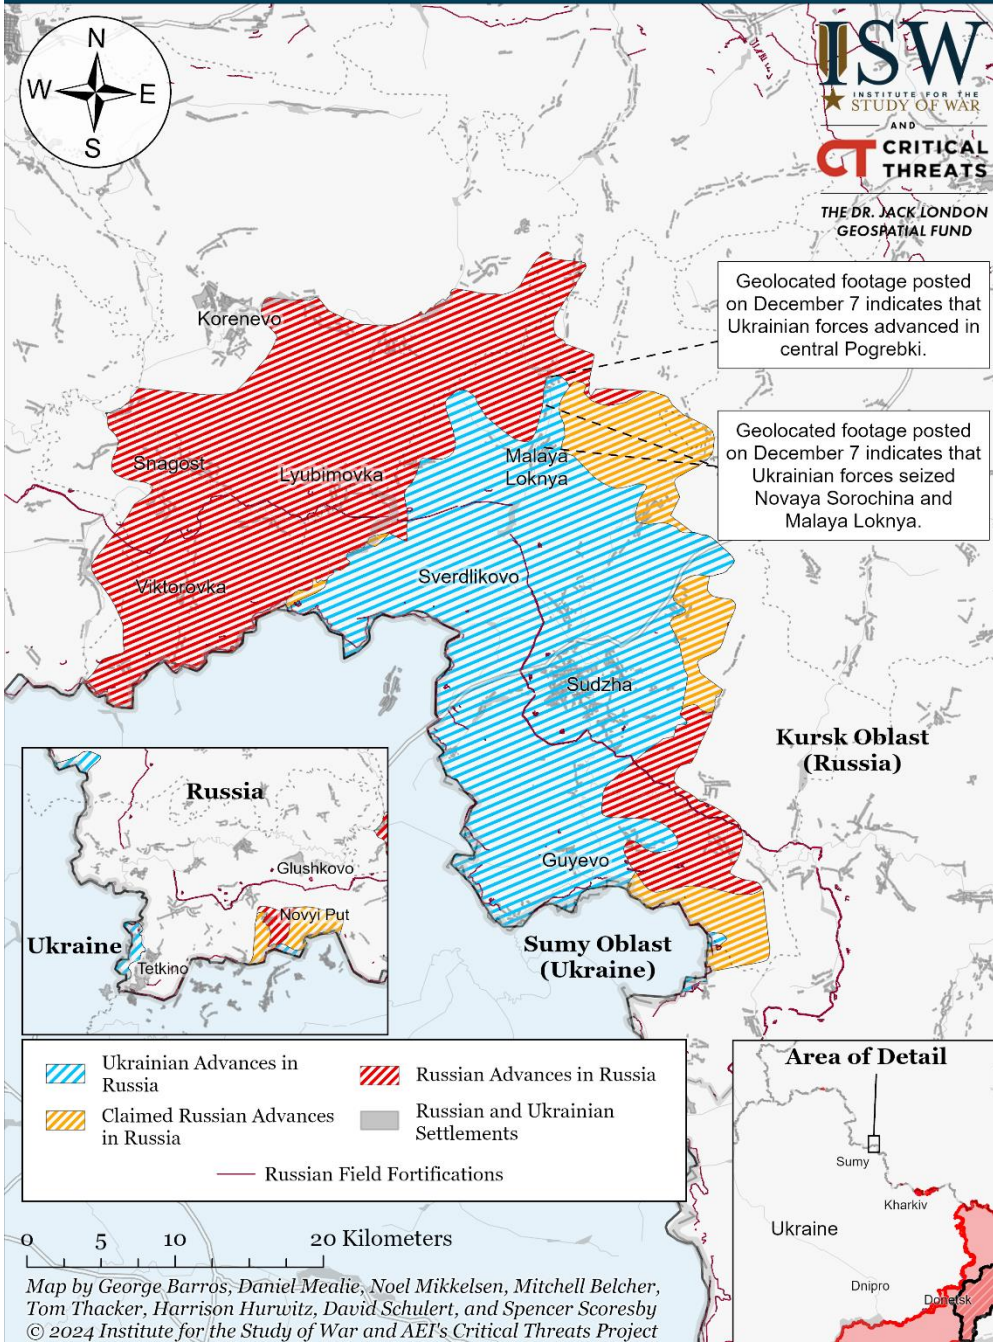 N
W
E
S
ISW
INSTITUTE FOR THE
STUDY OF WAR
AND
CT CRITICAL
THREATS
THE DR. JACK LONDON
GEOSPATIAL FUND
Geolocated footage posted
on December 7 indicates that
Ukrainian forces advanced in
central Pogrebki.
Korenevo
Geolocated footage posted
on December 7 indicates that
Ukrainian forces seized
Novaya Sorochina and
Malaya Loknya.
Snagost
Lyubimovka
Malaya
Loknya
Viktorovka
Sverdlikovo
Sudzha
Kursk Oblast
(Russia)
Guyevo
Sumy Oblast
(Ukraine)
Russia
Glushkovo
Novyi Put
Ukraine
Tetkino
Ukrainian Advances in
Russia
Russian Advances in Russia
Claimed Russian Advances
in Russia
Russian and Ukrainian
Settlements
Russian Field Fortifications
Area of Detail
Sumy
Kharkiv
Ukraine
Dnipro
Donetsk
0 5 10 20 Kilometers
Map by George Barros, Daniel Mealie, Noel Mikkelsen, Mitchell Belcher,
Tom Thacker, Harrison Hurwitz, David Schulert, and Spencer Scoresby
© 2024 Institute for the Study of War and AEI's Critical Threats Project